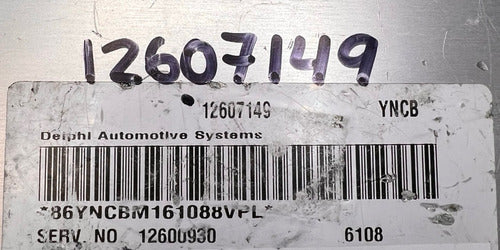 12607149
12607149 YNCB
Delphi Automotive Systems
*86YNCBM161088VPL*
SERV. NO 12600930 6108